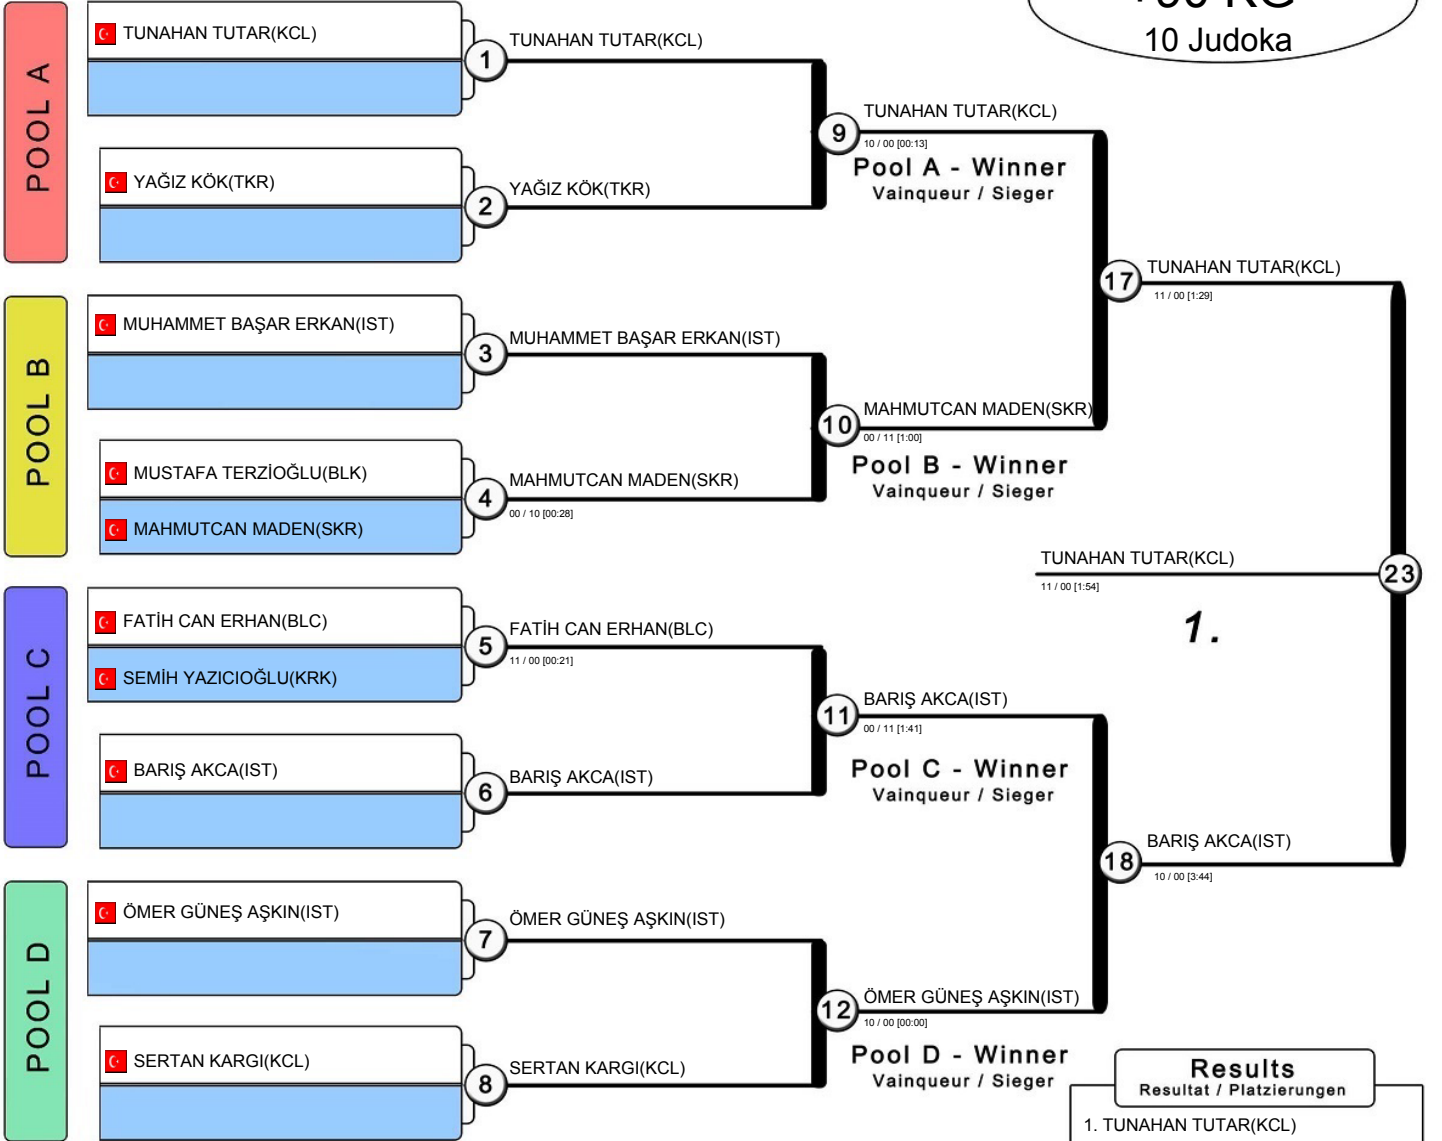 KG
10 Judoka
POOL A
TUNAHAN TUTAR(KCL)
1
TUNAHAN TUTAR(KCL)
YAĞIZ KÖK(TKR)
2
YAĞIZ KÖK(TKR)
9
TUNAHAN TUTAR(KCL)
10 / 00 [00:13]
Pool A - Winner
Vainqueur / Sieger
POOL B
MUHAMMET BAŞAR ERKAN(IST)
3
MUHAMMET BAŞAR ERKAN(IST)
MUSTAFA TERZİOĞLU(BLK)
MAHMUTCAN MADEN(SKR)
4
MAHMUTCAN MADEN(SKR)
00 / 10 [00:28]
10
MAHMUTCAN MADEN(SKR)
00 / 11 [1:00]
Pool B - Winner
Vainqueur / Sieger
17
TUNAHAN TUTAR(KCL)
11 / 00 [1:29]
POOL C
FATİH CAN ERHAN(BLC)
SEMİH YAZICIOĞLU(KRK)
5
FATİH CAN ERHAN(BLC)
11 / 00 [00:21]
BARIŞ AKCA(IST)
6
BARIŞ AKCA(IST)
11
BARIŞ AKCA(IST)
00 / 11 [1:41]
Pool C - Winner
Vainqueur / Sieger
POOL D
ÖMER GÜNEŞ AŞKIN(IST)
7
ÖMER GÜNEŞ AŞKIN(IST)
SERTAN KARGI(KCL)
8
SERTAN KARGI(KCL)
12
ÖMER GÜNEŞ AŞKIN(IST)
10 / 00 [00:00]
Pool D - Winner
Vainqueur / Sieger
18
BARIŞ AKCA(IST)
10 / 00 [3:44]
TUNAHAN TUTAR(KCL)
23
11 / 00 [1:54]
1.
Results
Resultat / Platzierungen
1. TUNAHAN TUTAR(KCL)